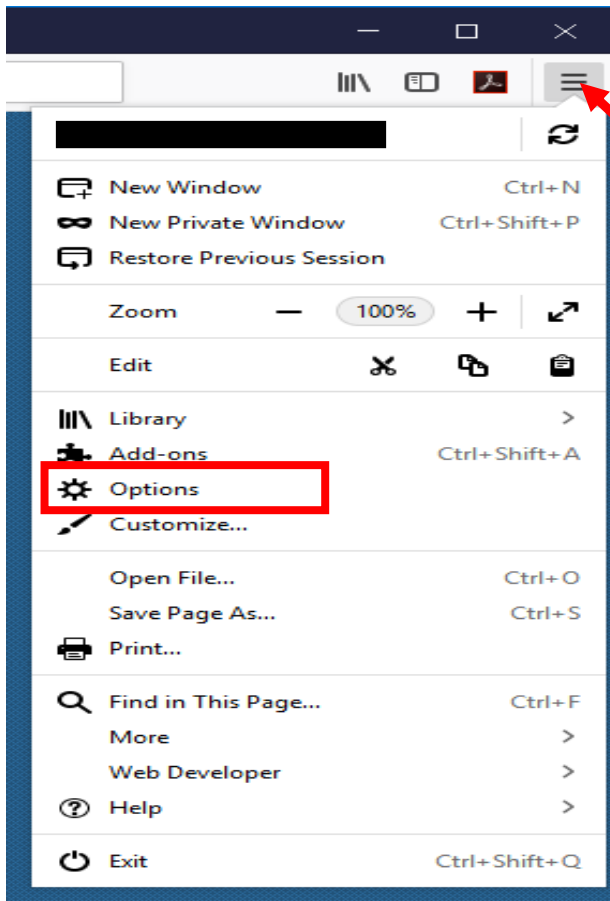 New Window Ctrl+N
New Private Window Ctrl+Shift+P
Restore Previous Session
Zoom 100%
Edit
Library
Add-ons Ctrl+Shift+A
Options
Customize...
Open File... Ctrl+O
Save Page As... Ctrl+S
Print...
Find in This Page... Ctrl+F
More
Web Developer
Help
Exit Ctrl+Shift+Q